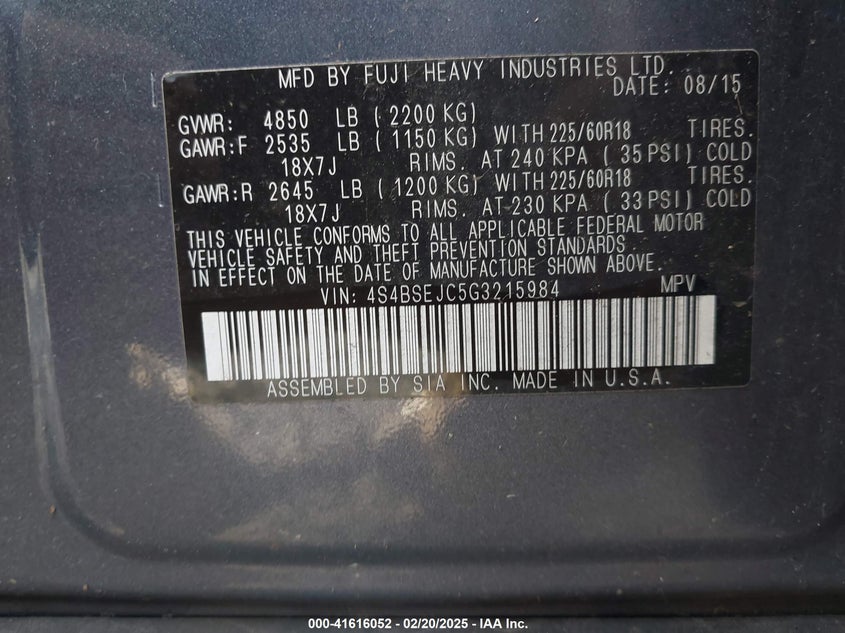 MFD BY FUJI HEAVY INDUSTRIES LTD.
DATE: 08/15
GVWR: 4850 LB (2200 KG)
GAWR:F 2535 LB (1150 KG) WITH 225/60R18 TIRES.
18X7J RIMS. AT 240 KPA (35 PSI) COLD
GAWR:R 2645 LB (1200 KG) WITH 225/60R18 TIRES.
18X7J RIMS. AT 230 KPA (33 PSI) COLD
THIS VEHICLE CONFORMS TO ALL APPLICABLE FEDERAL MOTOR
VEHICLE SAFETY AND THEFT PREVENTION STANDARDS
IN EFFECT ON THE DATE OF MANUFACTURE SHOWN ABOVE.
VIN: 4S4BSEJC5G3215984 MPV
ASSEMBLED BY SIA INC. MADE IN U.S.A.
000-41616052 - 02/20/2025 - IAA Inc.